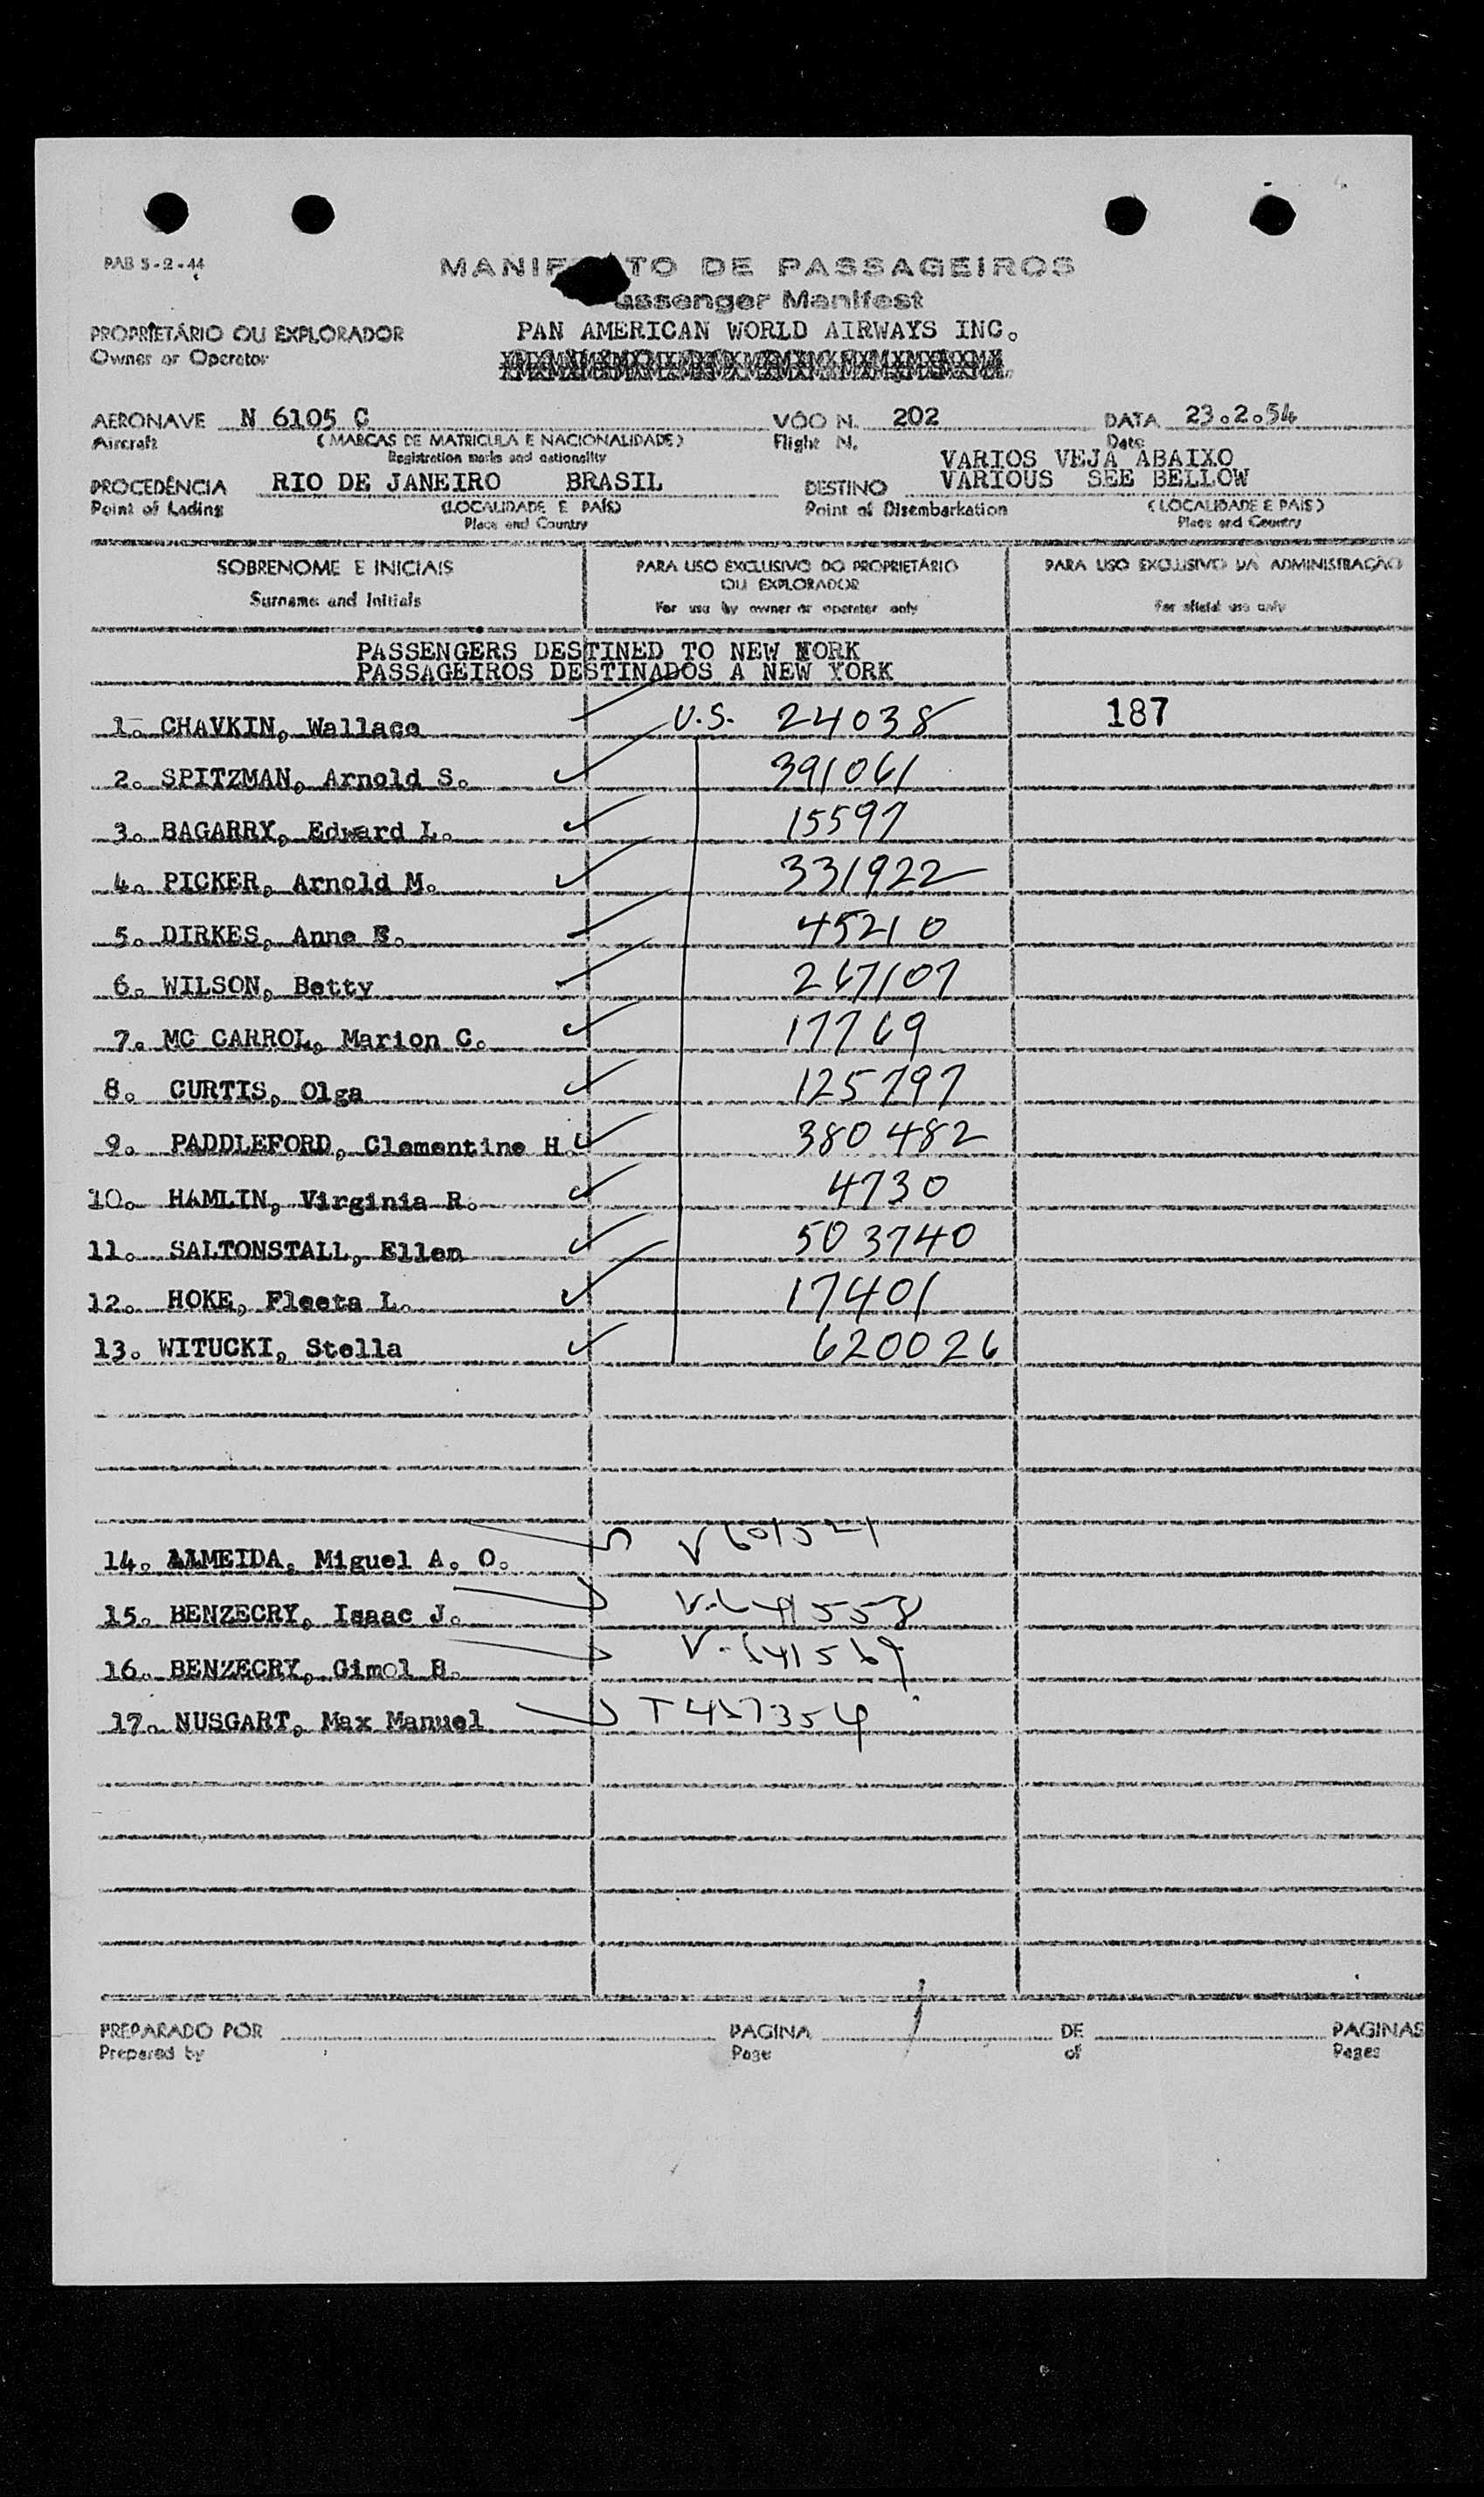 PAB 5-2-44
MANIF TO DE PASSAGEIROS
assenger Manifest
PROPRIETÁRIO OU EXPLORADOR
PAN AMERICAN WORLD AIRWAYS INC.
Owner or Operator
AERONAVE N 6105 C VÔO N. 202 DATA 23.2.54
Aircraft (MARCAS DE MATRICULA E NACIONALIDADE) Flight N. Date
Registration marks and nationality
VARIOS VEJA ABAIXO
PROCEDÊNCIA RIO DE JANEIRO BRASIL DESTINO VARIOUS SEE BELLOW
Point of Lading (LOCALIDADE E PAÍS) Point of Disembarkation (LOCALIDADE E PAÍS)
Place and Country Place and Country
SOBRENOME E INICIAIS PARA USO EXCLUSIVO DO PROPRIETÁRIO PARA USO EXCLUSIVO DA ADMINISTRAÇÃO
OU EXPLORADOR
Surname and Initials For use by owner or operator only For oficial use only
PASSENGERS DESTINED TO NEW YORK
PASSAGEIROS DESTINADOS A NEW YORK
1. CHAVKIN, Wallace U.S. 24038 187
2. SPITZMAN, Arnold S. 391061
3. BAGARRY, Edward L. 15597
4. PICKER, Arnold M. 331922
5. DIRKES, Anne E. 45210
6. WILSON, Betty 267107
7. MC CARROL, Marion C. 17769
8. CURTIS, Olga 125797
9. PADDLEFORD, Clementine H. 380482
10. HAMLIN, Virginia R. 4730
11. SALTONSTALL, Ellen 503740
12. HOKE, Fleeta L. 17401
13. WITUCKI, Stella 620026
14. ALMEIDA, Miguel A. O.
15. BENZECRY, Isaac J.
16. BENZECRY, Gimol B.
17. NUSGART, Max Manuel
PREPARADO POR PAGINA 1 DE PAGINAS
Prepared by Page of Pages